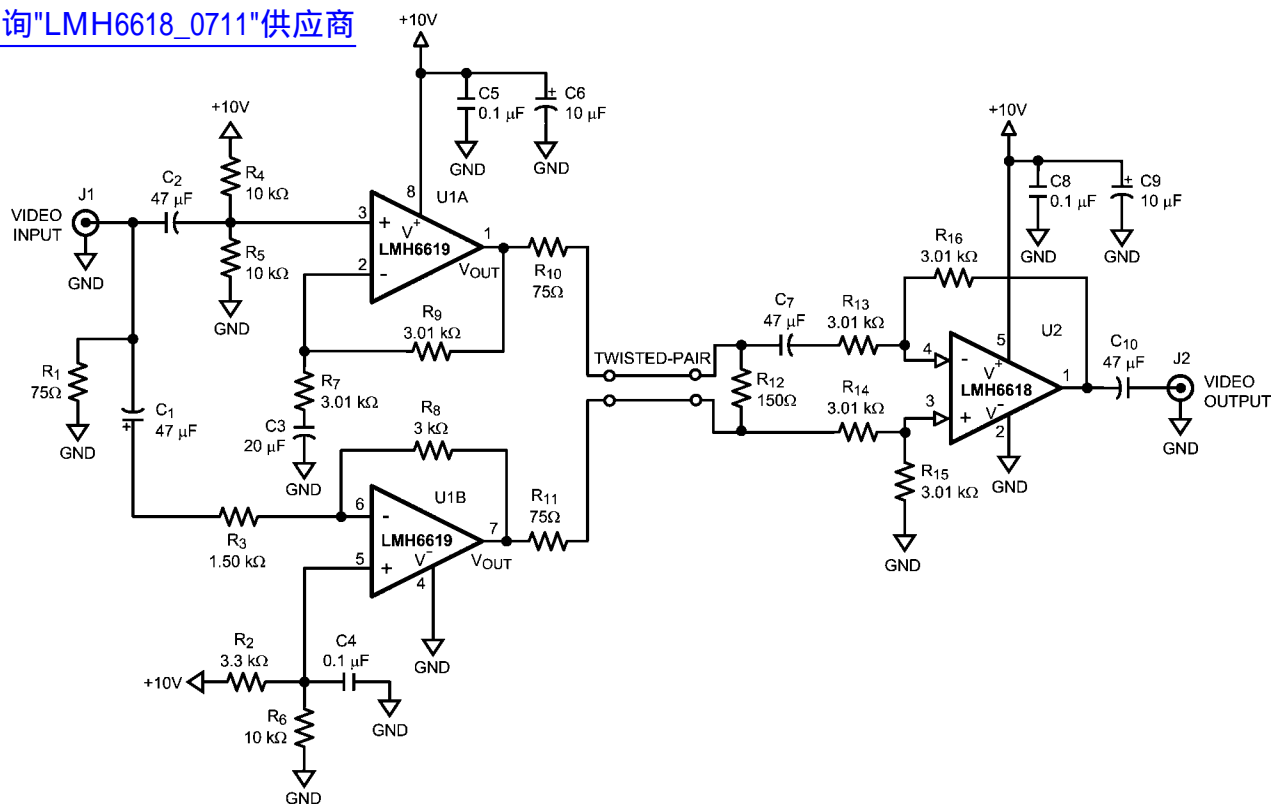 询"LMH6618_0711"供应商
+10V
C5
0.1 μF
GND
+
C6
10 μF
GND
+10V
R4
10 kΩ
R5
10 kΩ
GND
J1
VIDEO
INPUT
GND
C2
47 μF
R1
75Ω
GND
C1
47 μF
+
8
U1A
3
+
V+
LMH6619
2
-
1
VOUT
R9
3.01 kΩ
R7
3.01 kΩ
C3
20 μF
GND
R10
75Ω
R8
3 kΩ
R3
1.50 kΩ
U1B
6
-
LMH6619
5
+
V-
4
7
VOUT
GND
R11
75Ω
R2
3.3 kΩ
+10V
C4
0.1 μF
GND
R6
10 kΩ
GND
TWISTED-PAIR
R12
150Ω
C7
47 μF
R13
3.01 kΩ
R14
3.01 kΩ
R15
3.01 kΩ
GND
R16
3.01 kΩ
+10V
C8
0.1 μF
GND
+
C9
10 μF
GND
U2
5
4
-
V+
LMH6618
3
+
V-
2
1
GND
C10
47 μF
J2
VIDEO
OUTPUT
GND